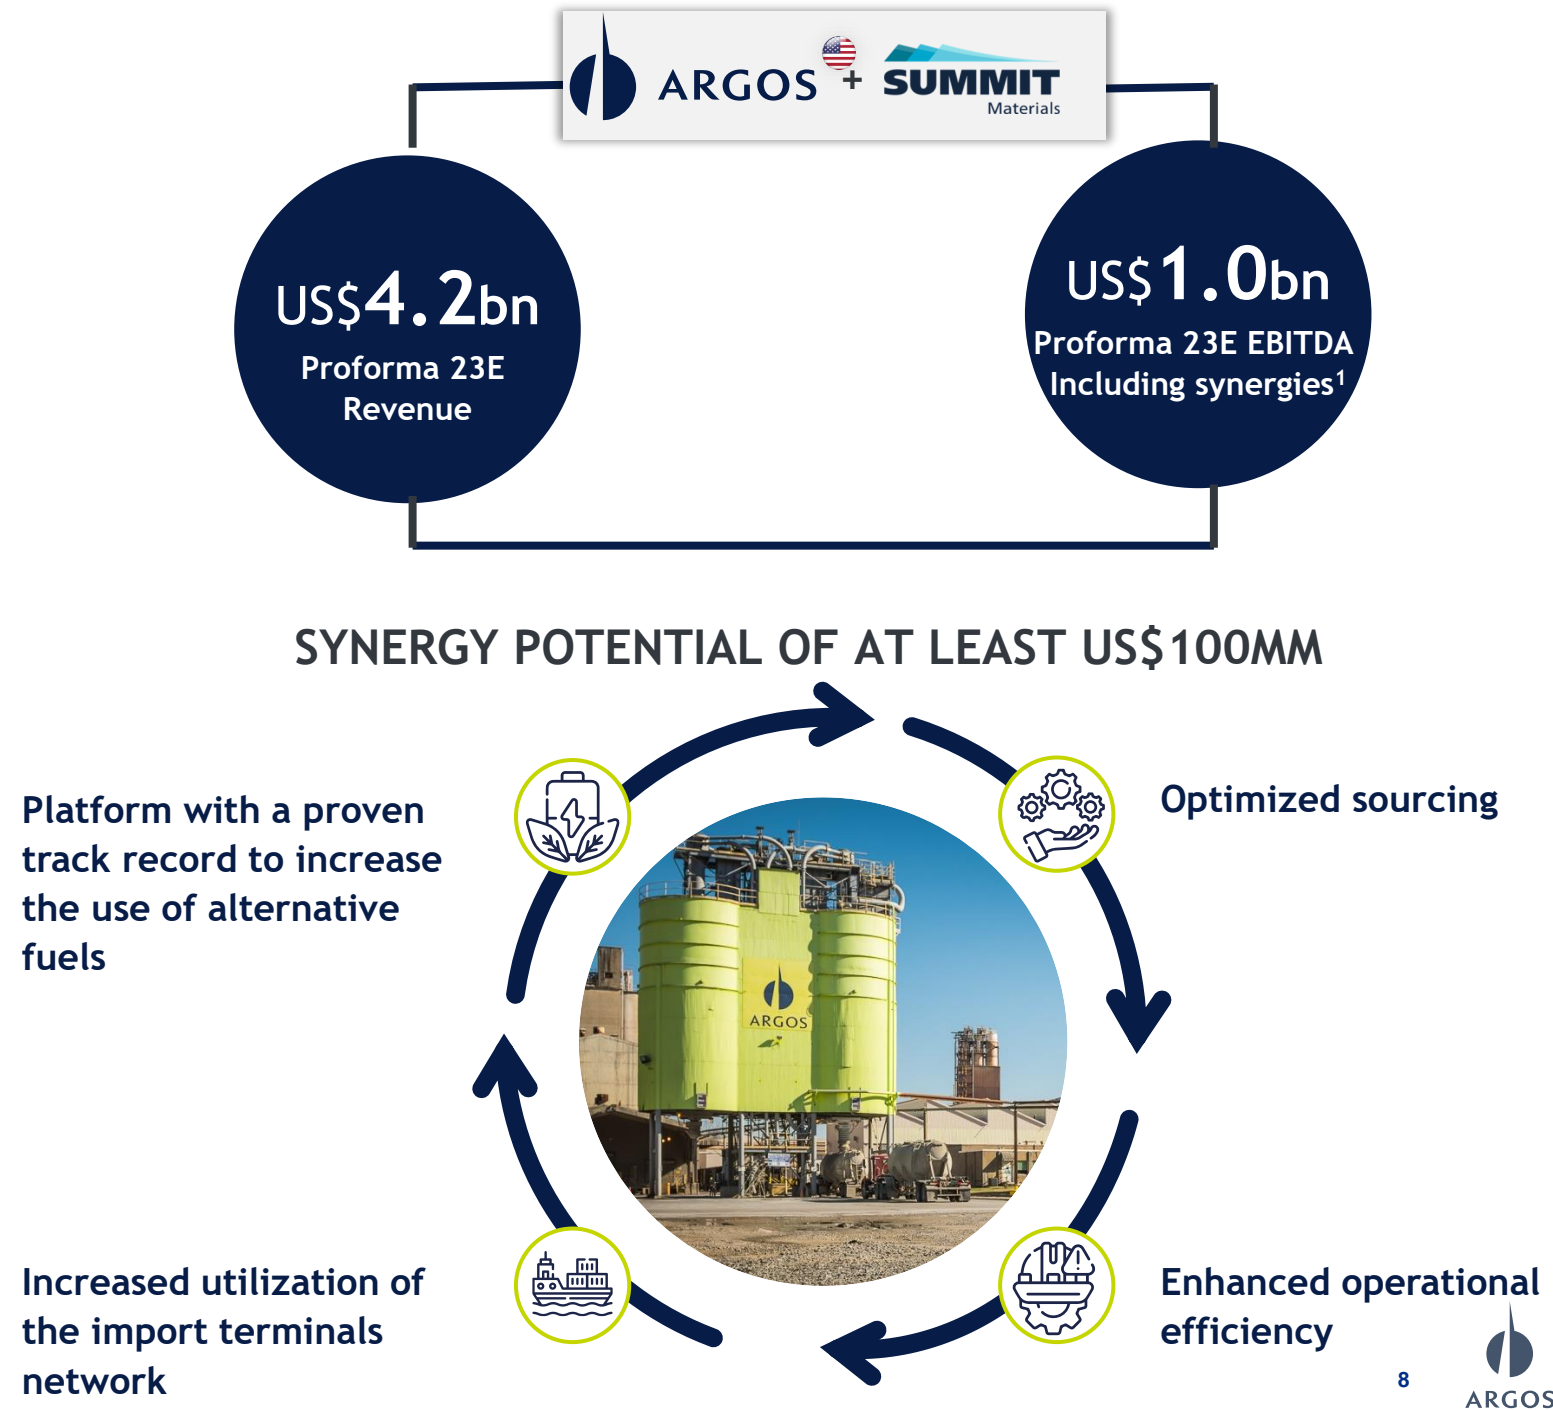 ARGOS + SUMMIT
Materials
US$4.2bn
Proforma 23E
Revenue
US$1.0bn
Proforma 23E EBITDA
Including synergies¹
SYNERGY POTENTIAL OF AT LEAST US$100MM
Platform with a proven
track record to increase
the use of alternative
fuels
Optimized sourcing
ARGOS
Increased utilization of
the import terminals
network
Enhanced operational
efficiency
8
ARGOS